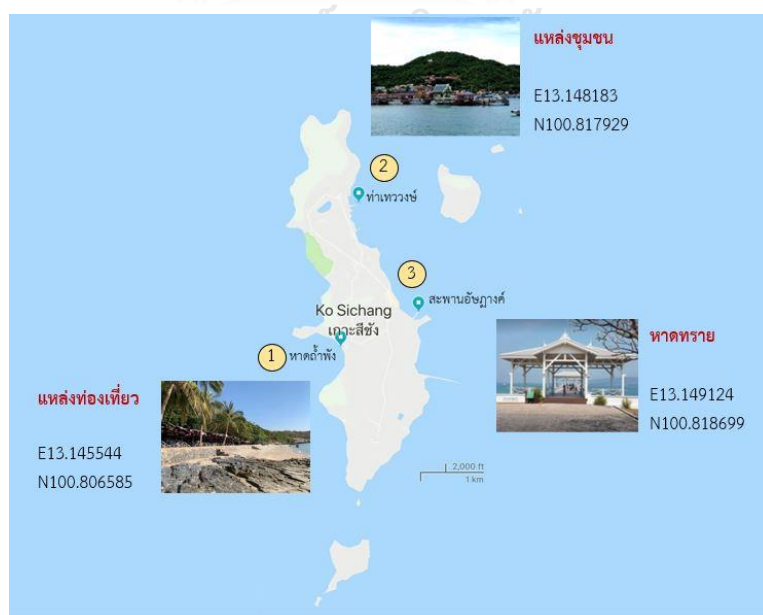 แหล่งชุมชน
E13.148183
N100.817929
2
ท่าเทววงษ์
3
สะพานอัษฎางค์
Ko Sichang
เกาะสีชัง
1
หาดถ้ำพัง
หาดทราย
E13.149124
N100.818699
แหล่งท่องเที่ยว
E13.145544
N100.806585
2,000 ft
1 km